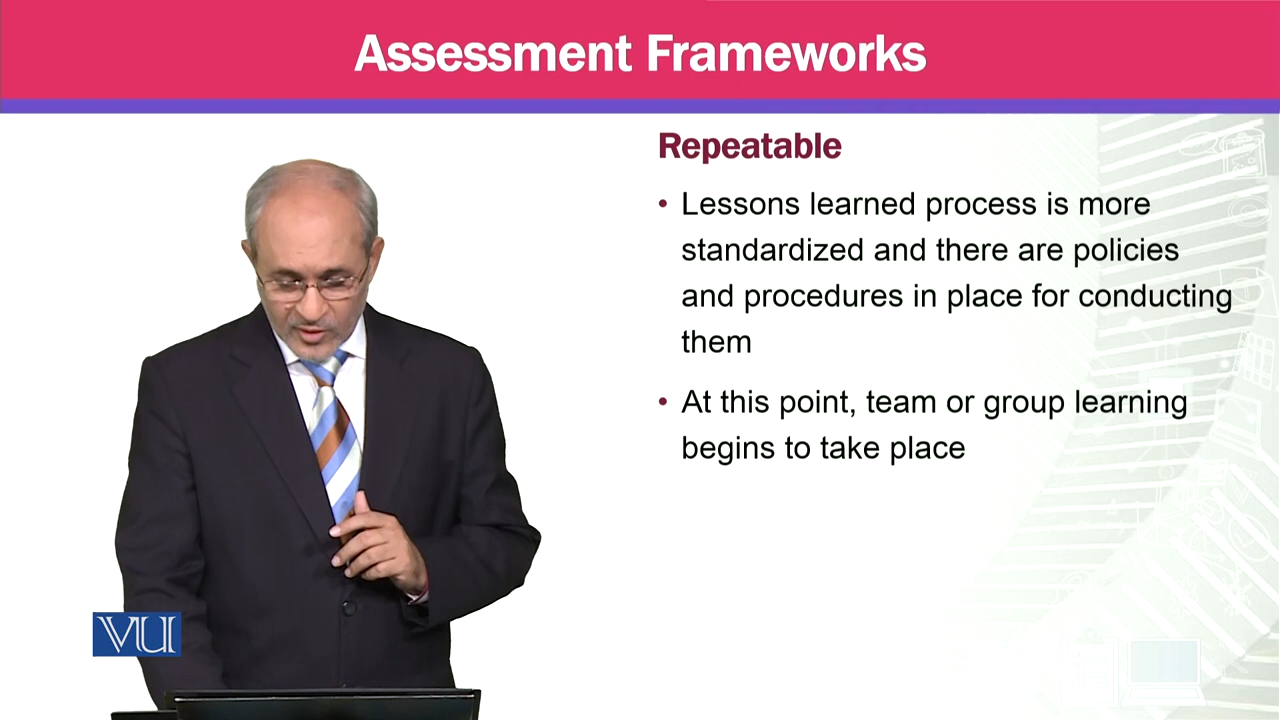 Assessment Frameworks
Repeatable
• Lessons learned process is more
standardized and there are policies
and procedures in place for conducting
them
• At this point, team or group learning
begins to take place
VU